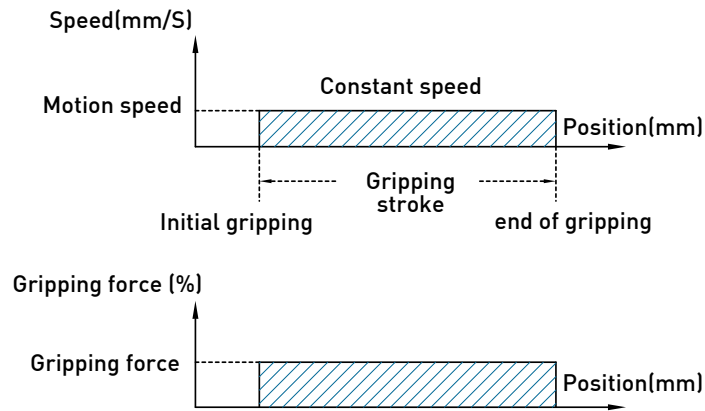 Speed(mm/S)
Constant speed
Motion speed
Position(mm)
Gripping
stroke
Initial gripping
end of gripping
Gripping force (%)
Gripping force
Position(mm)